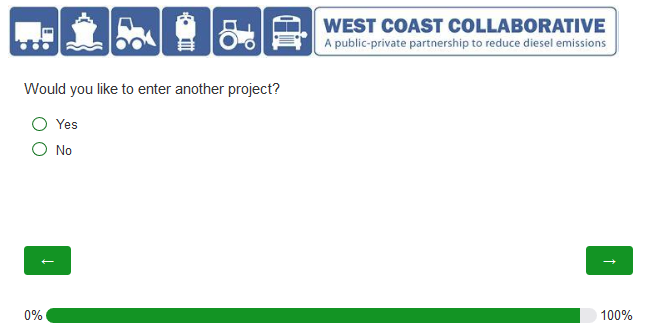 WEST COAST COLLABORATIVE
A public-private partnership to reduce diesel emissions
Would you like to enter another project?
Yes
No
← →
0% 100%